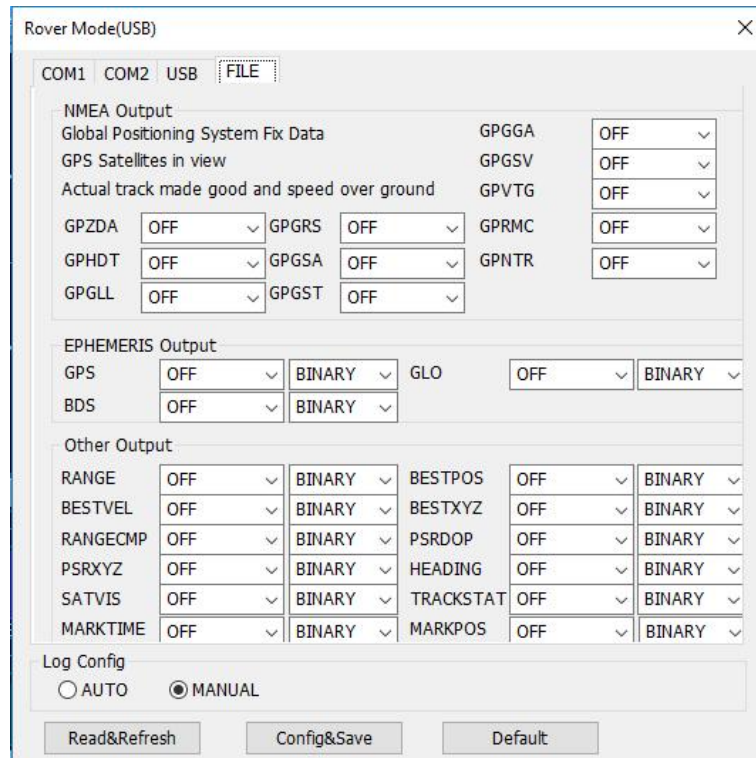 Rover Mode(USB)
COM1 COM2 USB FILE
NMEA Output
Global Positioning System Fix Data GPGGA OFF
GPS Satellites in view GPGSV OFF
Actual track made good and speed over ground GPVTG OFF
GPZDA OFF GPGRS OFF GPRMC OFF
GPHDT OFF GPGSA OFF GPNTR OFF
GPGLL OFF GPGST OFF
EPHEMERIS Output
GPS OFF BINARY GLO OFF BINARY
BDS OFF BINARY
Other Output
RANGE OFF BINARY BESTPOS OFF BINARY
BESTVEL OFF BINARY BESTXYZ OFF BINARY
RANGECMP OFF BINARY PSRDOP OFF BINARY
PSRXYZ OFF BINARY HEADING OFF BINARY
SATVIS OFF BINARY TRACKSTAT OFF BINARY
MARKTIME OFF BINARY MARKPOS OFF BINARY
Log Config
AUTO MANUAL
Read&Refresh Config&Save Default